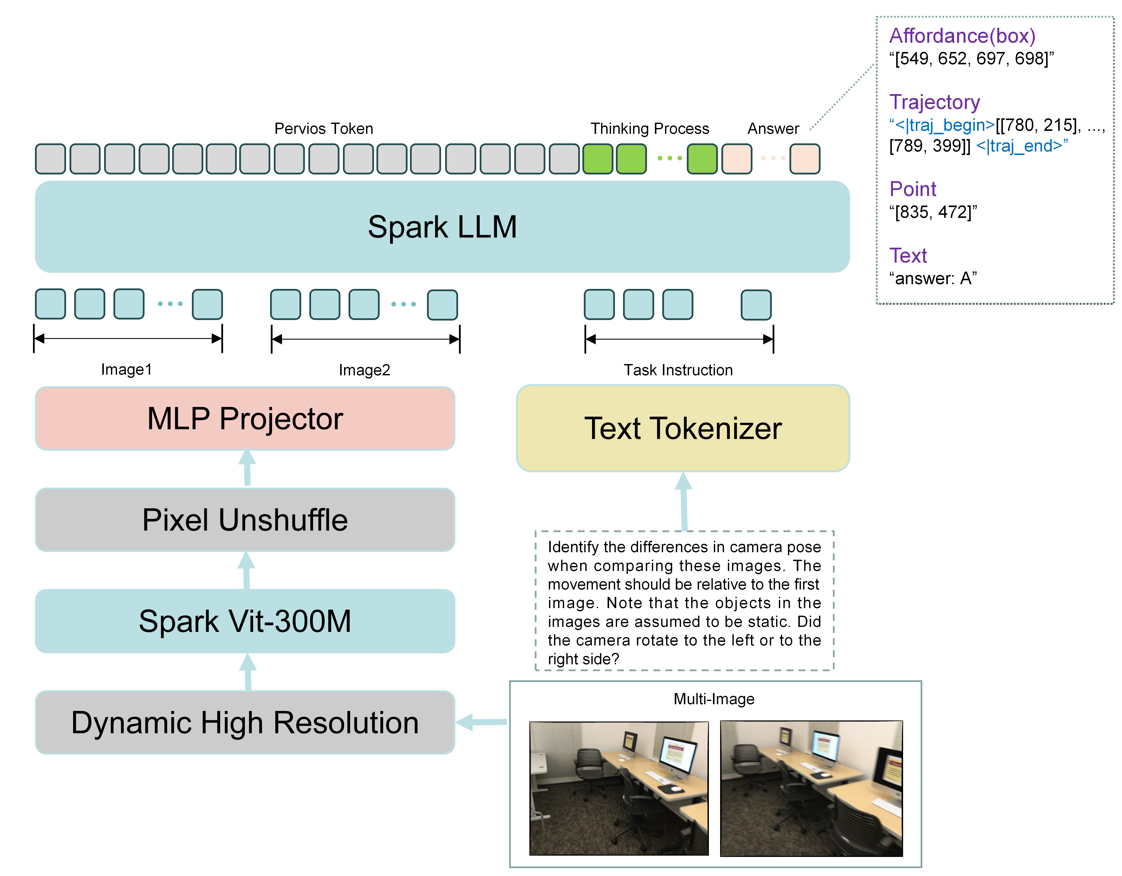 Affordance(box)
“[549, 652, 697, 698]”
Trajectory
“<|traj_begin>[[780, 215], ...,
[789, 399]] <|traj_end>”
Point
“[835, 472]”
Text
“answer: A”
Pervios Token
Thinking Process
Answer
Spark LLM
Image1
Image2
Task Instruction
MLP Projector
Text Tokenizer
Pixel Unshuffle
Spark Vit-300M
Dynamic High Resolution
Identify the differences in camera pose
when comparing these images. The
movement should be relative to the first
image. Note that the objects in the
images are assumed to be static. Did
the camera rotate to the left or to the
right side?
Multi-Image